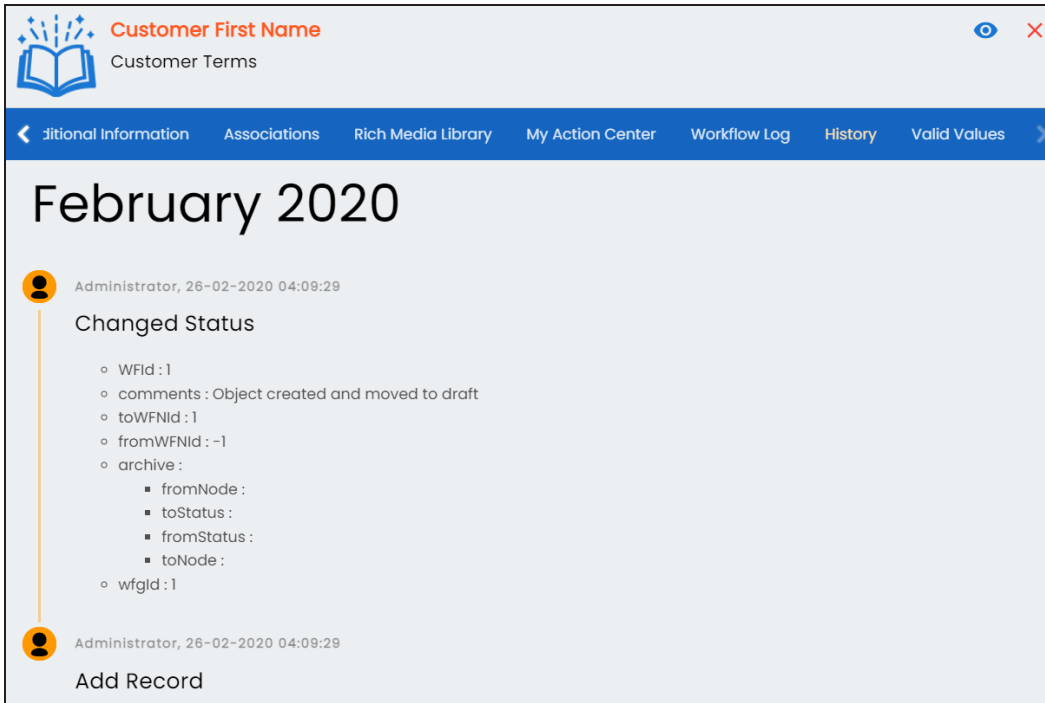 Customer First Name
Customer Terms
ditional Information Associations Rich Media Library My Action Center Workflow Log History Valid Values
February 2020
Administrator, 26-02-2020 04:09:29
Changed Status
WFId : 1
comments : Object created and moved to draft
toWFNId : 1
fromWFNId : -1
archive :
fromNode :
toStatus :
fromStatus :
toNode :
wfgId : 1
Administrator, 26-02-2020 04:09:29
Add Record